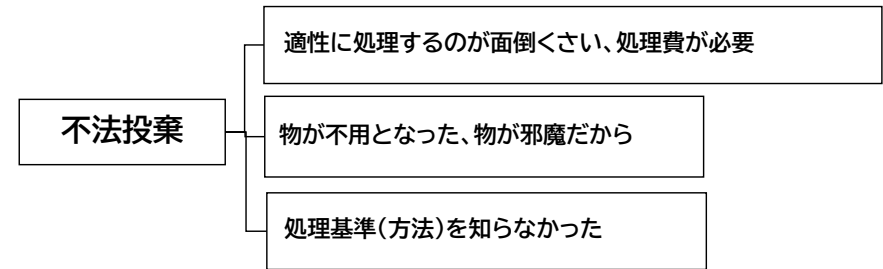 適性に処理するのが面倒くさい、処理費が必要
不法投棄
物が不用となった、物が邪魔だから
処理基準(方法)を知らなかった